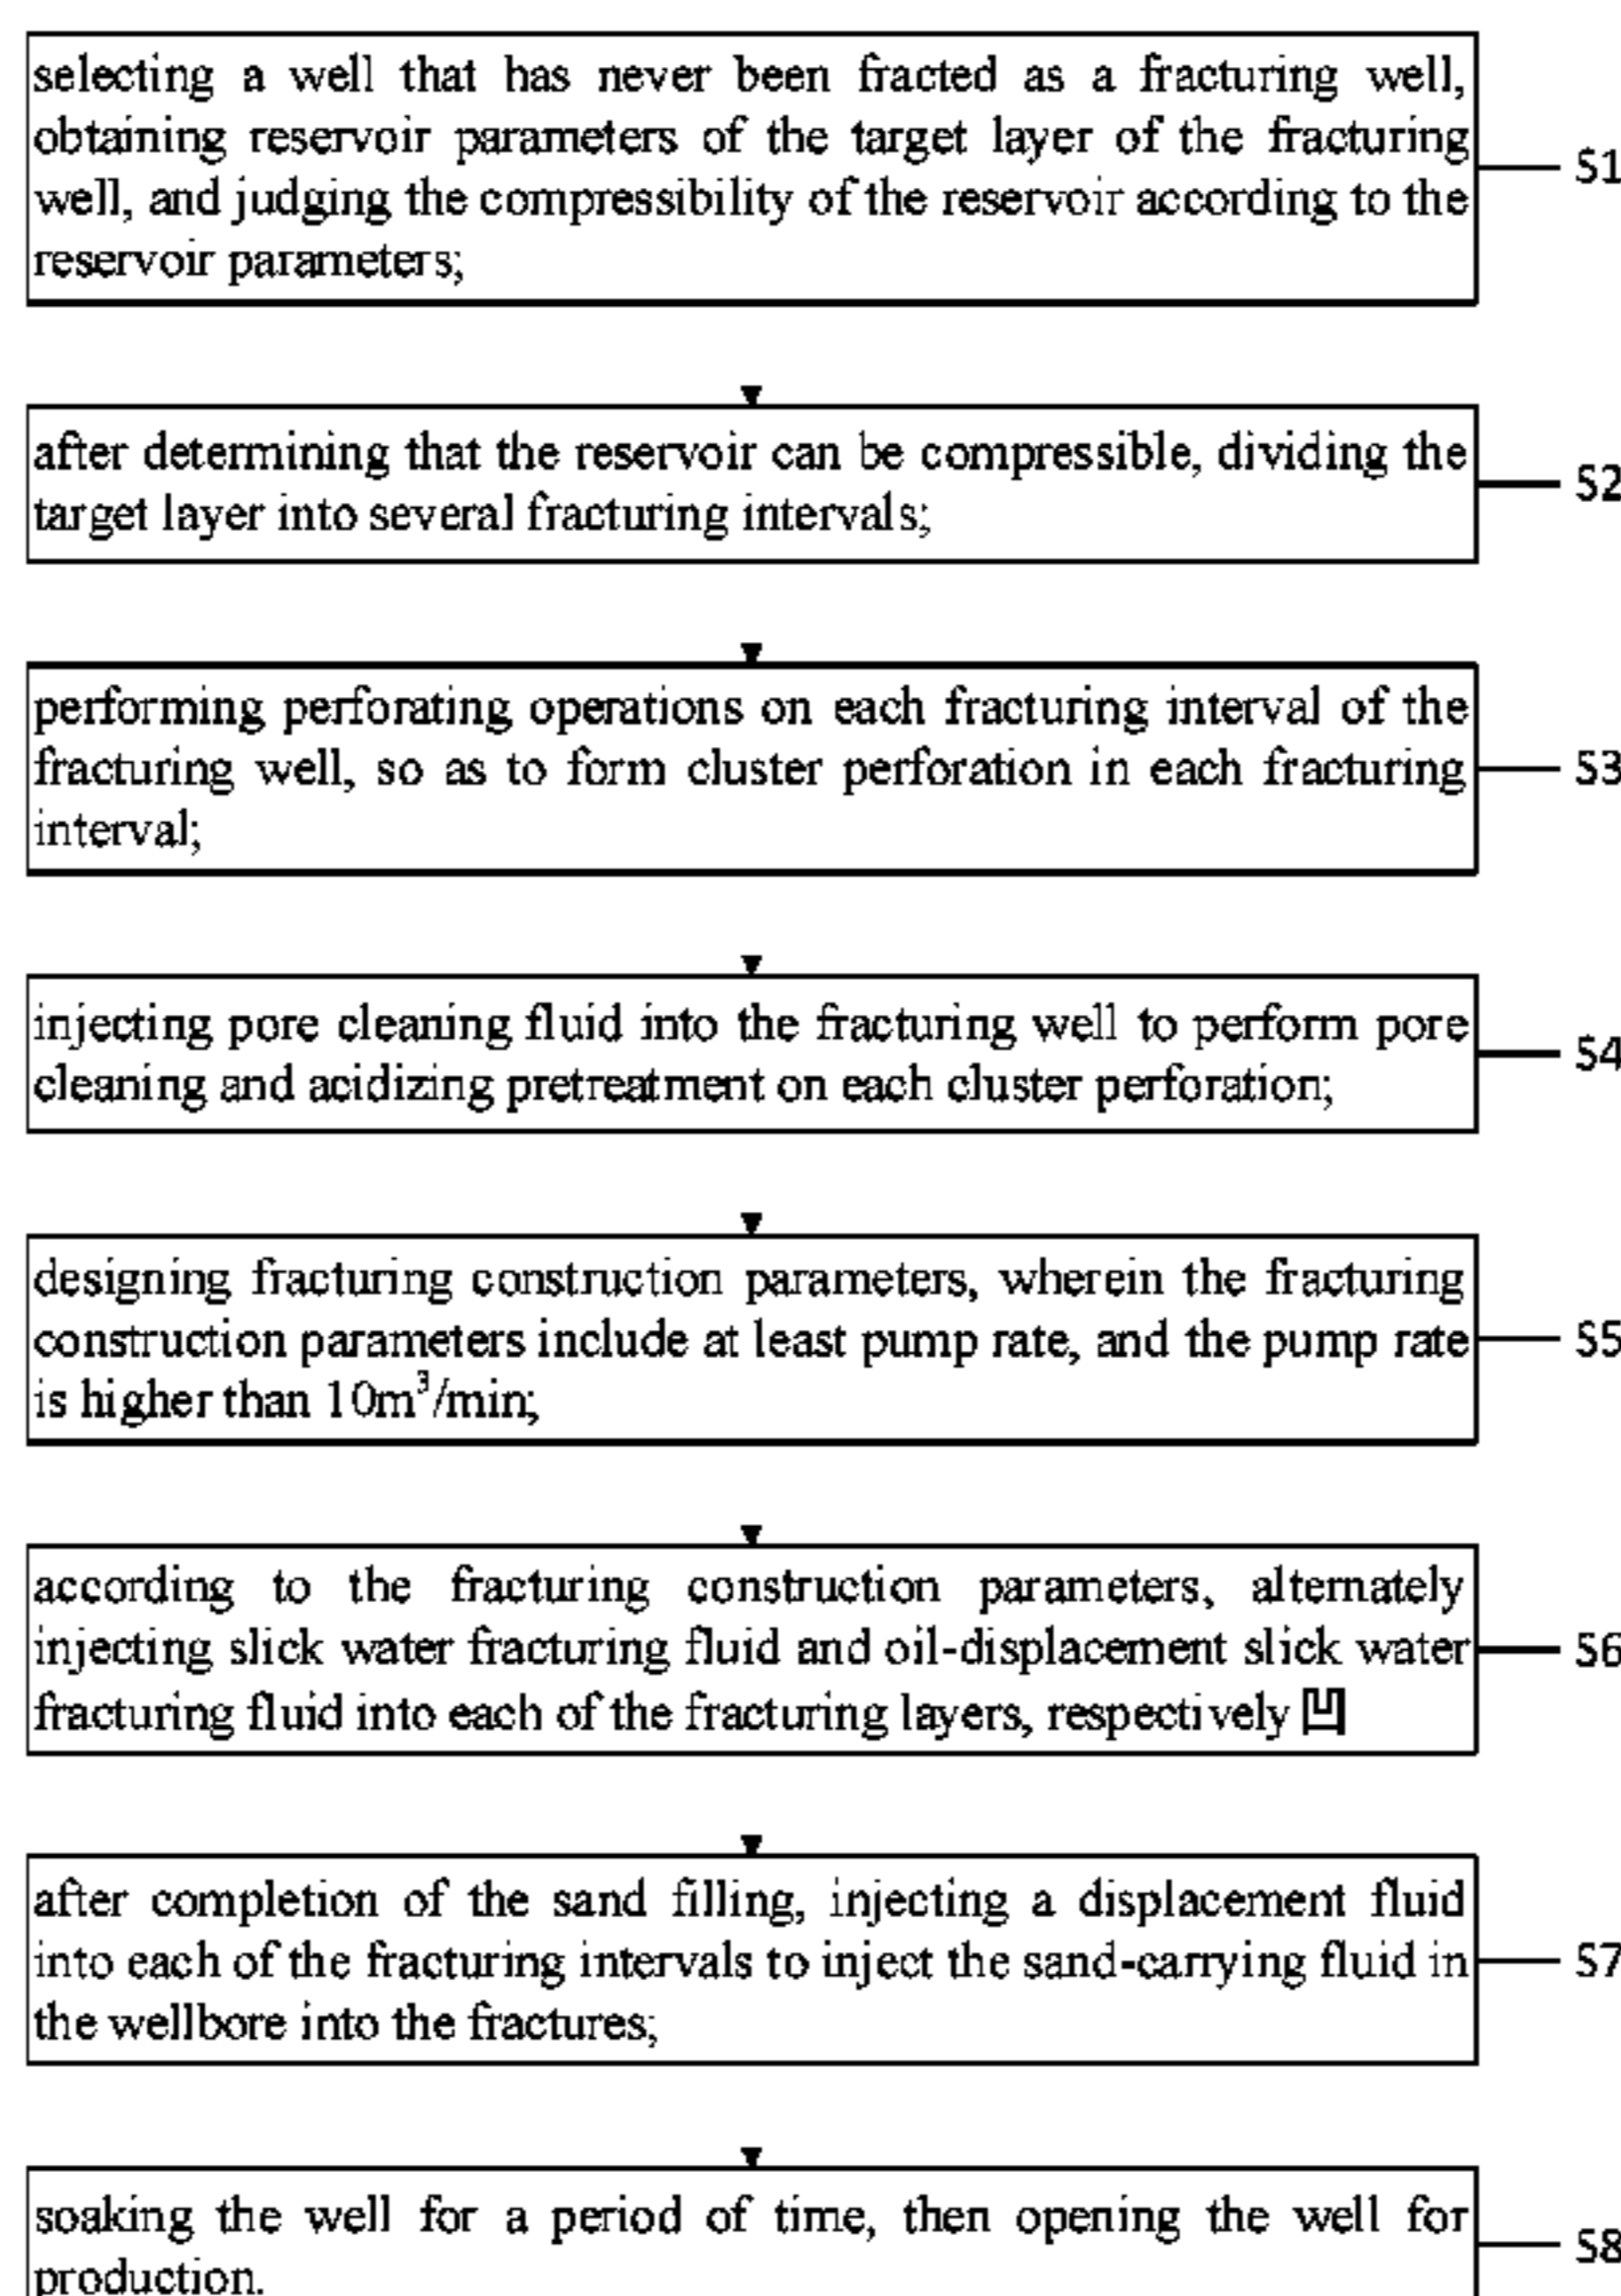 selecting a well that has never been fracted as a fracturing well,
obtaining reservoir parameters of the target layer of the fracturing
well, and judging the compressibility of the reservoir according to the
reservoir parameters;
S1
after determining that the reservoir can be compressible, dividing the
target layer into several fracturing intervals;
S2
performing perforating operations on each fracturing interval of the
fracturing well, so as to form cluster perforation in each fracturing
interval;
S3
injecting pore cleaning fluid into the fracturing well to perform pore
cleaning and acidizing pretreatment on each cluster perforation;
S4
designing fracturing construction parameters, wherein the fracturing
construction parameters include at least pump rate, and the pump rate
is higher than 10m³/min;
S5
according to the fracturing construction parameters, alternately
injecting slick water fracturing fluid and oil-displacement slick water
fracturing fluid into each of the fracturing layers, respectively
S6
after completion of the sand filling, injecting a displacement fluid
into each of the fracturing intervals to inject the sand-carrying fluid in
the wellbore into the fractures;
S7
soaking the well for a period of time, then opening the well for
production.
S8